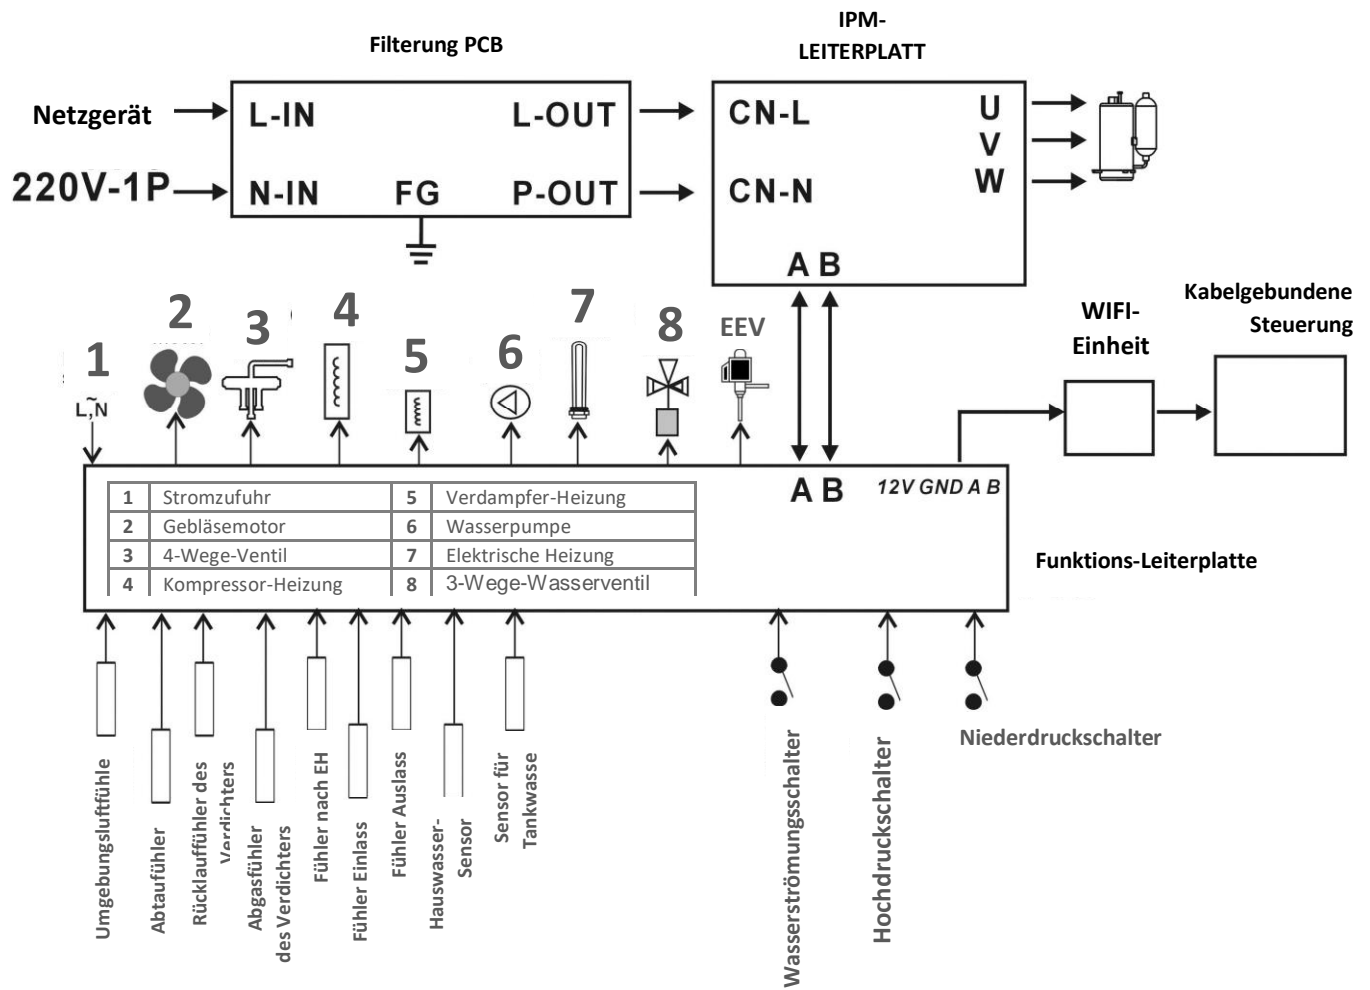 IPM-
LEITERPLATT
Filterung PCB
Netzgerät
L-IN
L-OUT
CN-L
U
V
W
220V-1P
N-IN
FG
P-OUT
CN-N
A B
Kabelgebundene
Steuerung
WIFI-
Einheit
1
2
3
4
5
6
7
8
EEV
L,N
~
A B
12V GND A B
1 Stromzufuhr 5 Verdampfer-Heizung
2 Gebläsemotor 6 Wasserpumpe
3 4-Wege-Ventil 7 Elektrische Heizung
4 Kompressor-Heizung 8 3-Wege-Wasserventil
Funktions-Leiterplatte
Umgebungsluftfühle
Abtaufühler
Rücklauffühler des
Verdichters
Abgasfühler
des Verdichters
Fühler nach EH
Fühler Einlass
Fühler Auslass
Hauswasser-
Sensor
Sensor für
Tankwasse
Wasserströmungsschalter
Hochdruckschalter
Niederdruckschalter